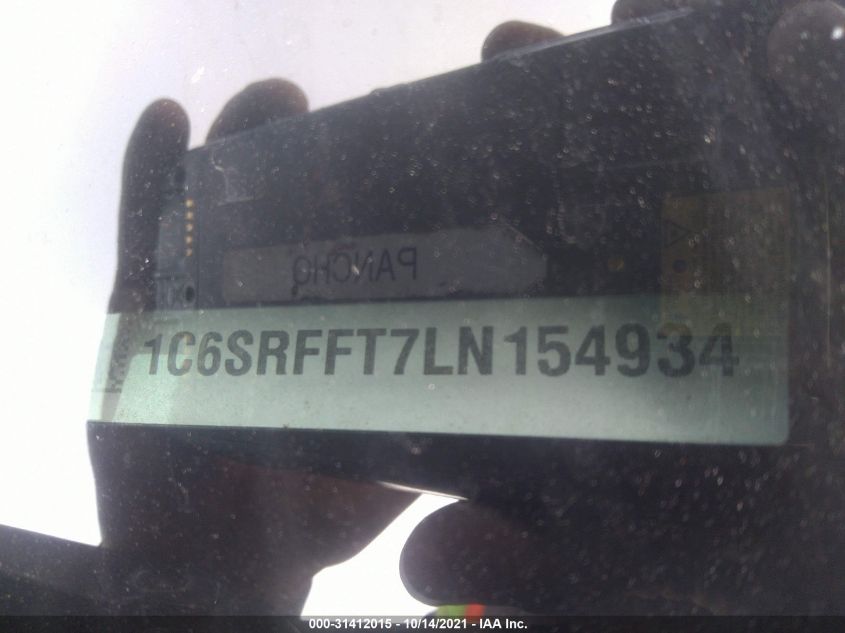 PANCHO
1C6SRFFT7LN154934
000-31412015 - 10/14/2021 - IAA Inc.